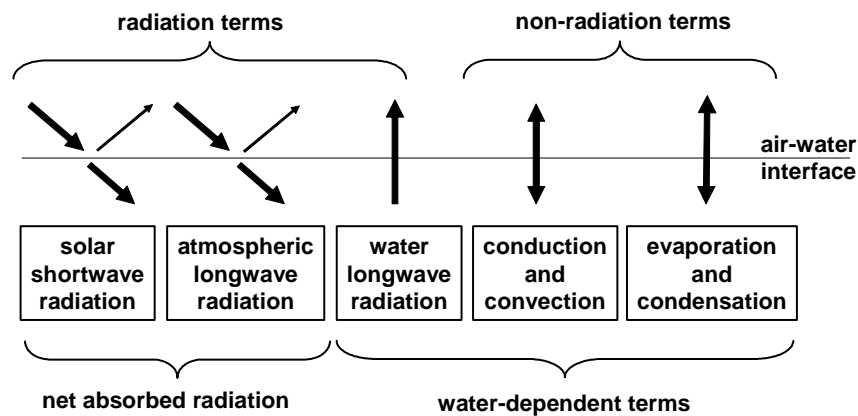 radiation terms
non-radiation terms
air-water
interface
solar
shortwave
radiation
atmospheric
longwave
radiation
water
longwave
radiation
conduction
and
convection
evaporation
and
condensation
net absorbed radiation
water-dependent terms